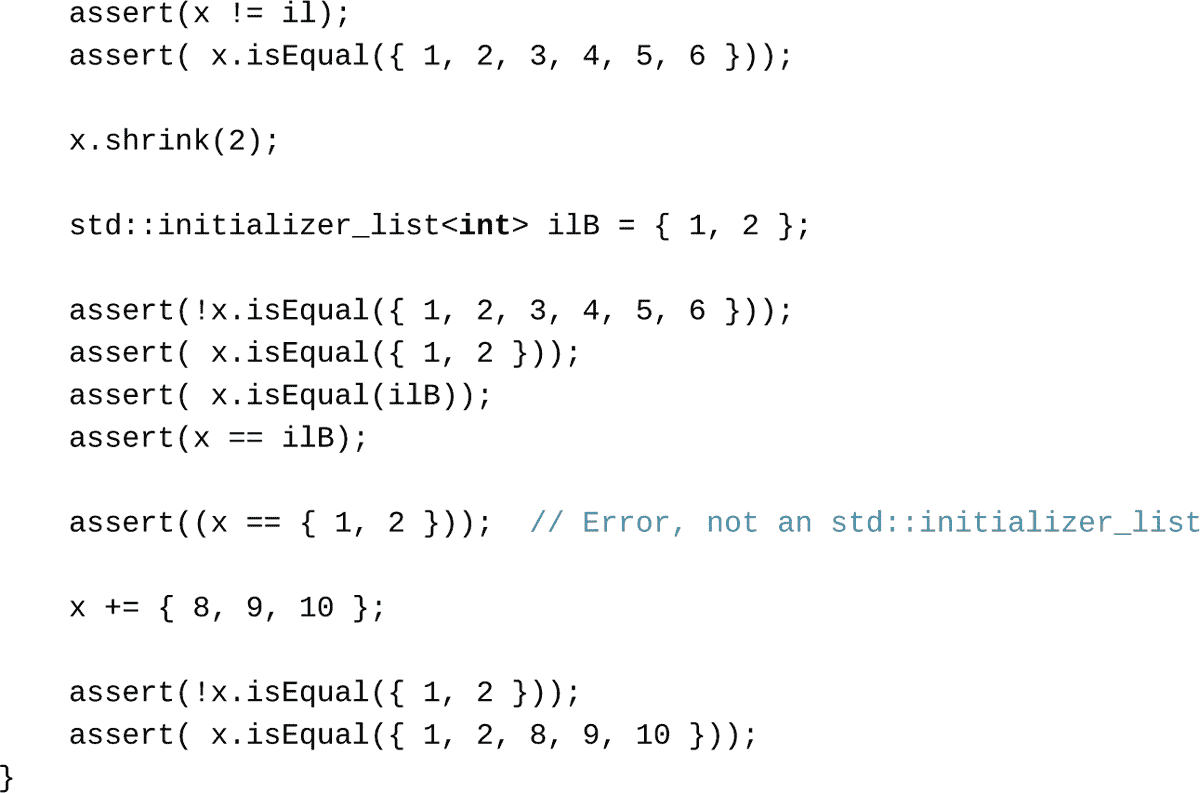 assert(x != il);
assert( x.isEqual({ 1, 2, 3, 4, 5, 6 }));
x.shrink(2);
std::initializer_list<int> ilB = { 1, 2 };
assert(!x.isEqual({ 1, 2, 3, 4, 5, 6 }));
assert( x.isEqual({ 1, 2 }));
assert( x.isEqual(ilB));
assert(x == ilB);
assert((x == { 1, 2 }));  // Error, not an std::initializer_list
x += { 8, 9, 10 };
assert(!x.isEqual({ 1, 2 }));
assert( x.isEqual({ 1, 2, 8, 9, 10 }));
}